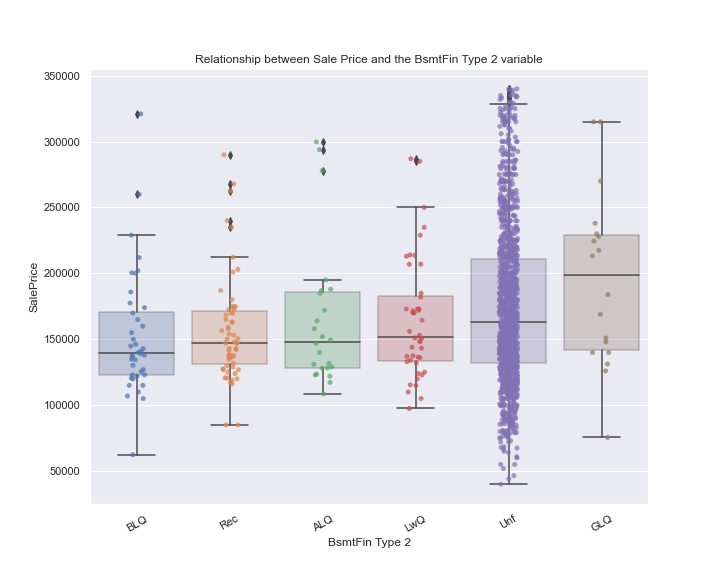 Relationship between Sale Price and the BsmtFin Type 2 variable
350000
300000
250000
200000
150000
100000
50000
SalePrice
BLQ
Rec
ALQ
LwQ
Unf
GLQ
BsmtFin Type 2